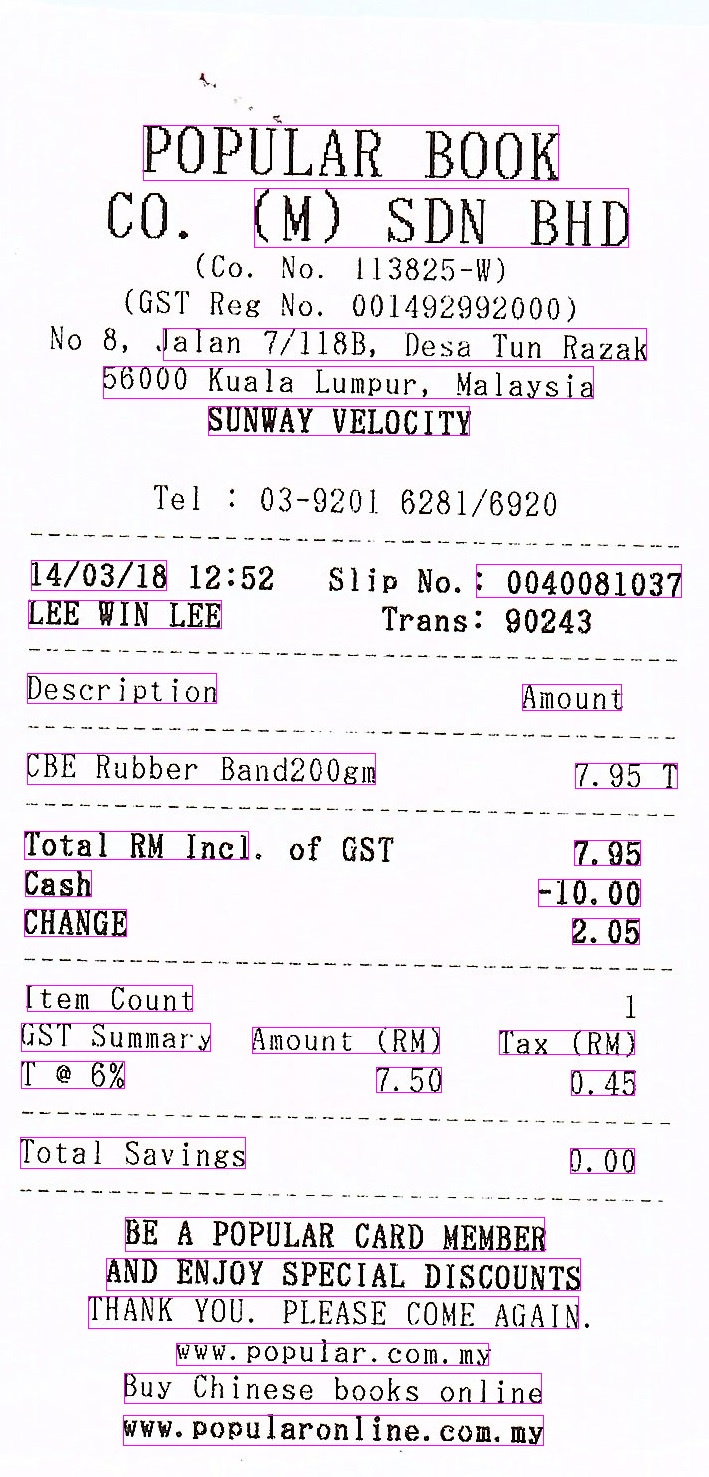 POPULAR BOOK
CO. (M) SDN BHD
(Co. No. 113825-W)
(GST Reg No. 001492992000)
No 8, Jalan 7/118B, Desa Tun Razak
56000 Kuala Lumpur, Malaysia
SUNWAY VELOCITY
Tel : 03-9201 6281/6920
14/03/18 12:52 Slip No.: 0040081037
LEE WIN LEE Trans: 90243
Description Amount
CBE Rubber Band200gm 7.95 T
Total RM Incl. of GST 7.95
Cash -10.00
CHANGE 2.05
Item Count 1
GST Summary Amount (RM) Tax (RM)
T @ 6% 7.50 0.45
Total Savings 0.00
BE A POPULAR CARD MEMBER
AND ENJOY SPECIAL DISCOUNTS
THANK YOU. PLEASE COME AGAIN.
www.popular.com.my
Buy Chinese books online
www.popularonline.com.my